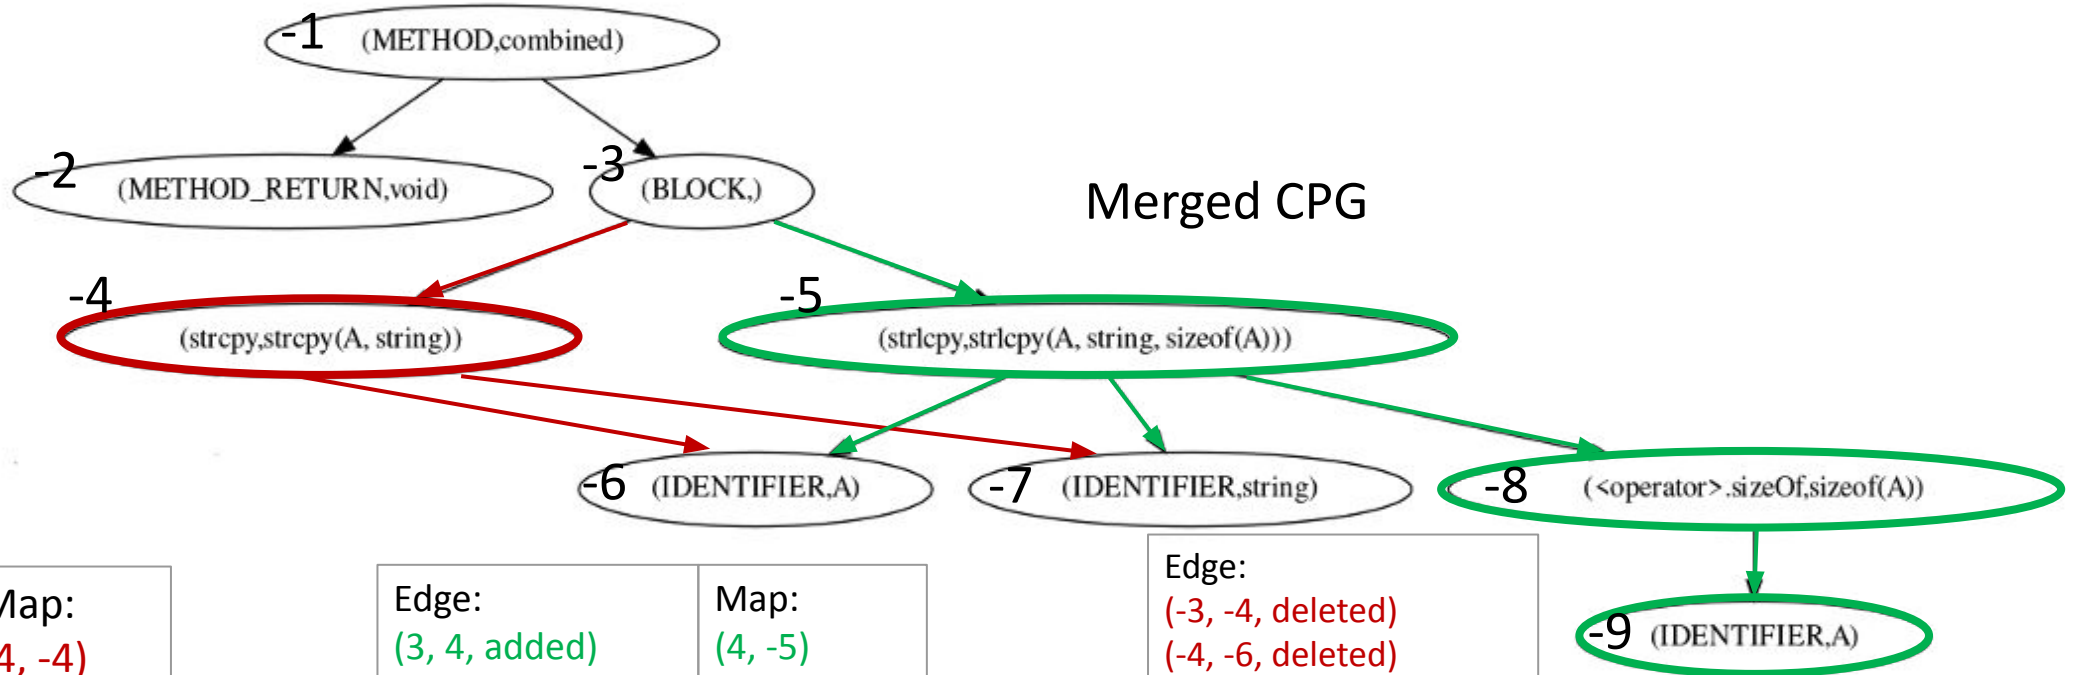 -1 (METHOD,combined)
-2 (METHOD_RETURN,void)
-3 (BLOCK,)
Merged CPG
-4 (strcpy,strcpy(A, string))
-5 (strlcpy,strlcpy(A, string, sizeof(A)))
-6 (IDENTIFIER,A)
-7 (IDENTIFIER,string)
-8 (<operator>.sizeOf,sizeof(A))
-9 (IDENTIFIER,A)
Map:
4, -4)
Edge:
(3, 4, added)
Map:
(4, -5)
Edge:
(-3, -4, deleted)
(-4, -6, deleted)